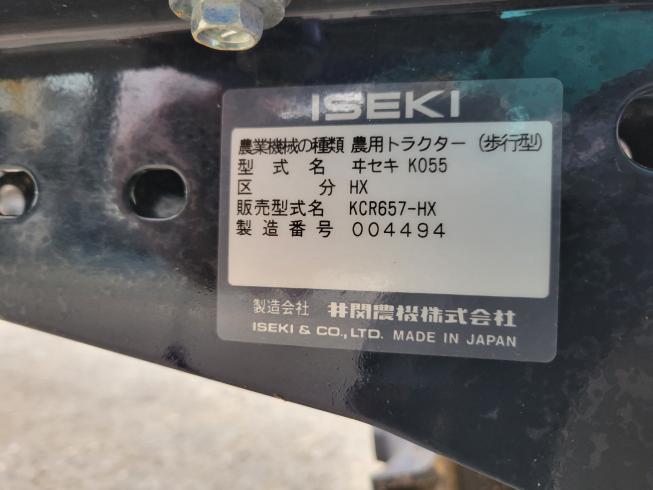 ISEKI
農業機械の種類 農用トラクター (歩行型)
型式名 ヰセキ K055
区分 HX
販売型式名 KCR657-HX
製造番号 004494
製造会社 井関農機株式会社
ISEKI & CO., LTD. MADE IN JAPAN